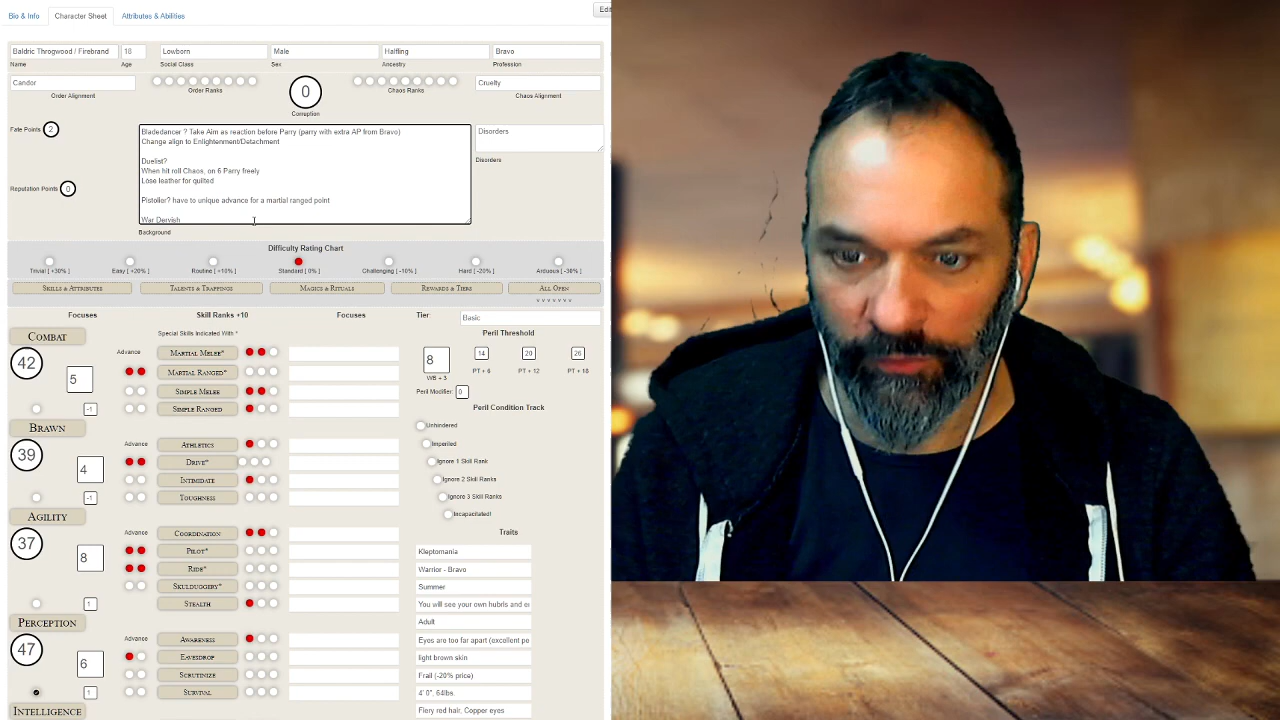 Bio & Info Character Sheet Attributes & Abilities
Baldric Throgwood / Firebrand 18 Lowborn Male Halfling Bravo
Name Age Social Class Sex Ancestry Profession
Candor 0 Cruelty
Order Alignment Order Ranks Corruption Chaos Ranks Chaos Alignment
Fate Points 2
Bladedancer ? Take Aim as reaction before Parry (parry with extra AP from Bravo)
Change align to Enlightenment/Detachment
Duelist?
When hit roll Chaos, on 6 Parry freely
Lose leather for quilted
Pistolier? have to unique advance for a martial ranged point
War Dervish
Disorders
Disorders
Reputation Points 0
Background
Difficulty Rating Chart
Trivial [ +30% ] Easy [ +20% ] Routine [ +10% ] Standard [ 0% ] Challenging [ -10% ] Hard [ -20% ] Arduous [ -30% ]
Skills & Attributes Talents & Trappings Magics & Rituals Rewards & Tiers All Open
v v v v v v v
Focuses Skill Ranks +10 Focuses Tier: Basic
Special Skills Indicated With * Peril Threshold
Combat
42 5 -1
Advance Martial Melee*
Martial Ranged*
Simple Melee
Simple Ranged
8 14 20 26
WB + 3 PT + 6 PT + 12 PT + 18
Peril Modifier: 0
Peril Condition Track
Unhindered
Imperiled
Ignore 1 Skill Rank
Ignore 2 Skill Ranks
Ignore 3 Skill Ranks
Incapacitated!
Brawn
39 4 -1
Advance Athletics
Drive*
Intimidate
Toughness
Agility
37 8 1
Advance Coordination
Pilot*
Ride*
Skulduggery*
Stealth
Traits
Kleptomania
Warrior - Bravo
Summer
You will see your own hubris and
Adult
Eyes are too far apart (excellent pe
light brown skin
Frail (-20% price)
4' 0", 64lbs.
Fiery red hair, Copper eyes
Perception
47 6 1
Advance Awareness
Eavesdrop
Scrutinize
Survival
Intelligence